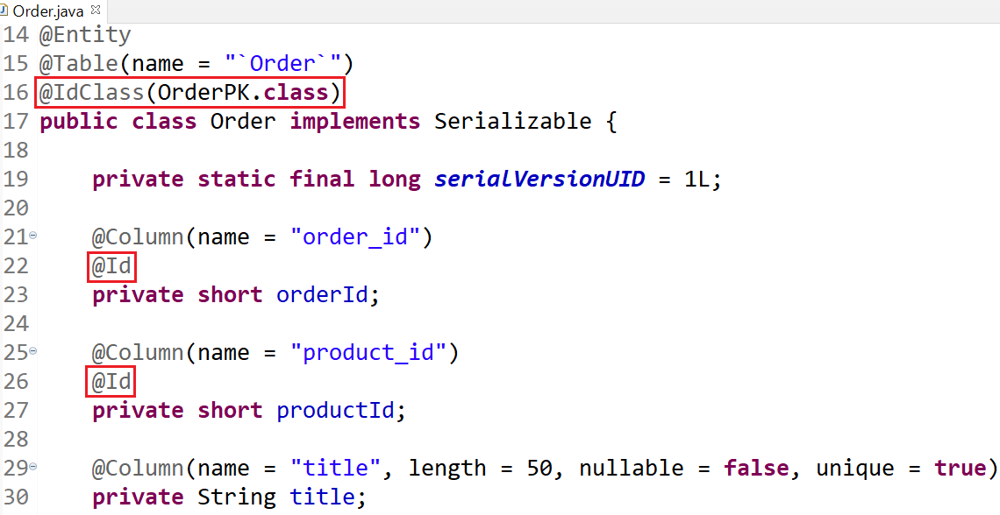 Order.java
14 @Entity
15 @Table(name = "`Order`")
16 @IdClass(OrderPK.class)
17 public class Order implements Serializable {
18
19 private static final long serialVersionUID = 1L;
20
21 @Column(name = "order_id")
22 @Id
23 private short orderId;
24
25 @Column(name = "product_id")
26 @Id
27 private short productId;
28
29 @Column(name = "title", length = 50, nullable = false, unique = true)
30 private String title;